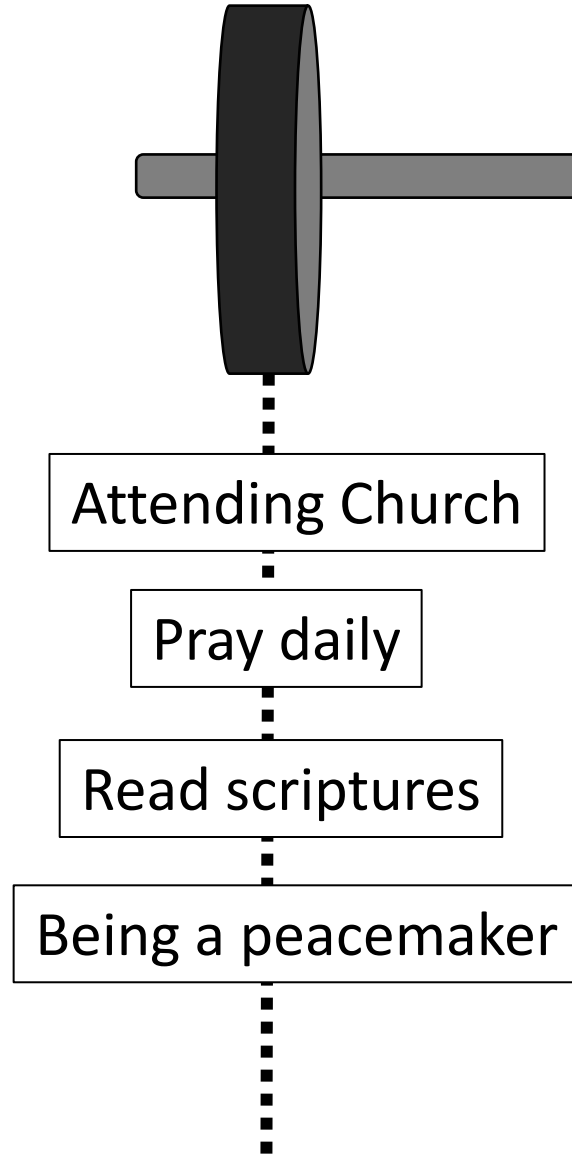 Attending Church
Pray daily
Read scriptures
Being a peacemaker